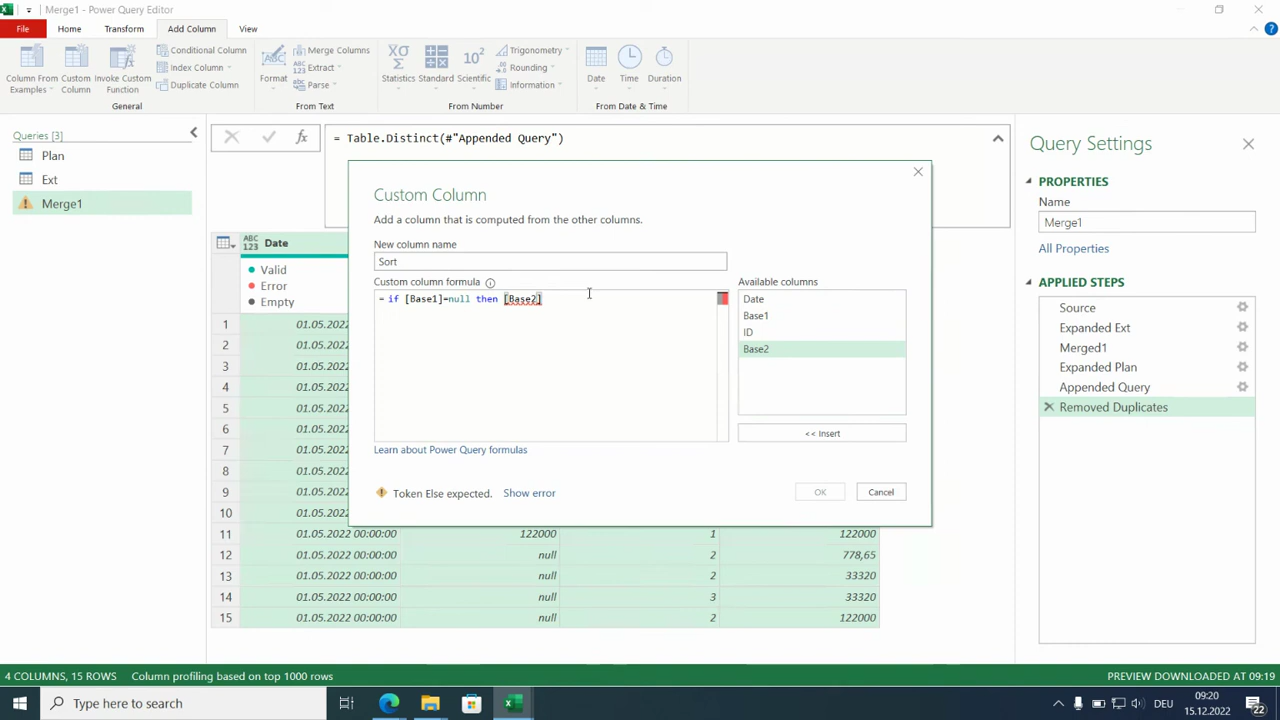 Merge1 - Power Query Editor
File Home Transform Add Column View
Column From Examples
Custom Column
Invoke Custom Function
Conditional Column
Index Column
Duplicate Column
General
Format
Merge Columns
Extract
Parse
From Text
Statistics
Standard
10²
Scientific
Trigonometry
Rounding
Information
From Number
Date
Time
Duration
From Date & Time
Queries [3]
Plan
Ext
Merge1
= Table.Distinct(#"Appended Query")
ABC 123 Date
Valid
Error
Empty
1 01.05.
2 01.05.
3 01.05.
4 01.05.
5 01.05.
6 01.05.
7 01.05.
8 01.05.
9 01.05.
10 01.05.
11 01.05.2022 00:00:00 122000 1 122000
12 01.05.2022 00:00:00 null 2 778,65
13 01.05.2022 00:00:00 null 2 33320
14 01.05.2022 00:00:00 null 3 33320
15 01.05.2022 00:00:00 null 2 122000
Custom Column
Add a column that is computed from the other columns.
New column name
Sort
Custom column formula
= if [Base1]=null then [Base2]
Available columns
Date
Base1
ID
Base2
<< Insert
Learn about Power Query formulas
Token Else expected. Show error
OK Cancel
Query Settings
PROPERTIES
Name
Merge1
All Properties
APPLIED STEPS
Source
Expanded Ext
Merged1
Expanded Plan
Appended Query
Removed Duplicates
4 COLUMNS, 15 ROWS Column profiling based on top 1000 rows PREVIEW DOWNLOADED AT 09:19
Type here to search
DEU
09:20
15.12.2022
22